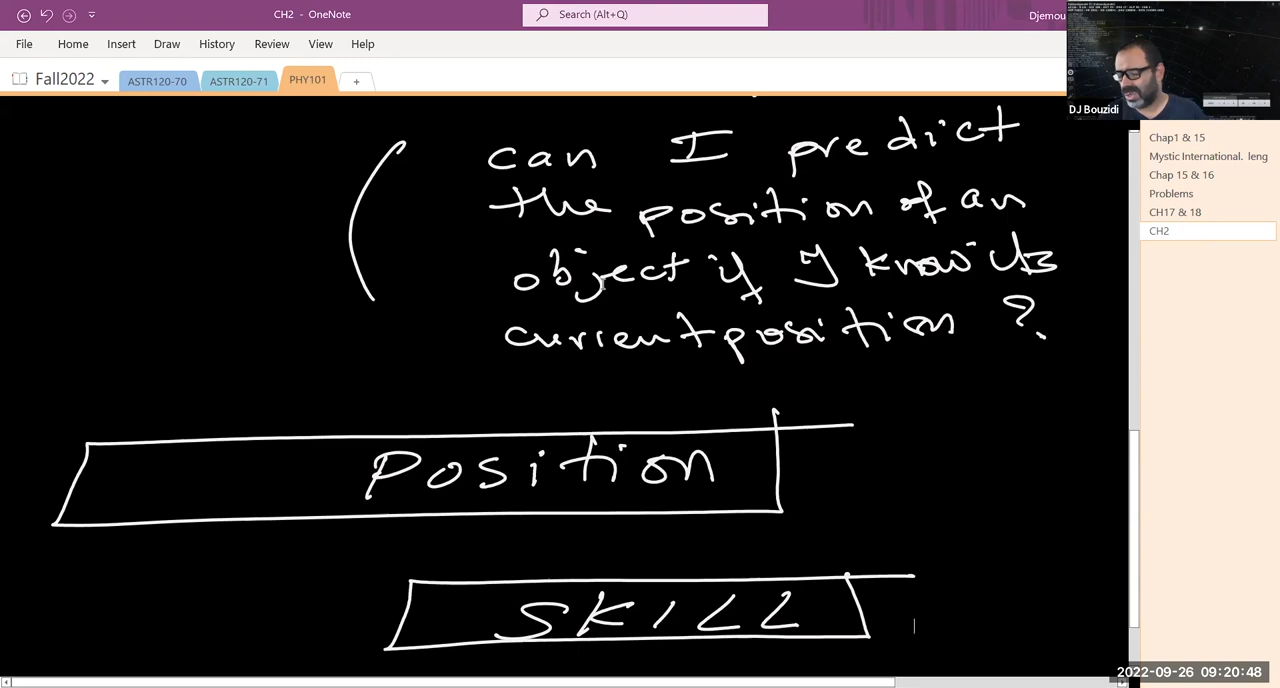 CH2 - OneNote
Search (Alt+Q)
Djemou
File Home Insert Draw History Review View Help
Fall2022
ASTR120-70
ASTR120-71
PHY101
+
DJ Bouzidi
Chap1 & 15
Mystic International. leng
Chap 15 & 16
Problems
CH17 & 18
CH2
can I predict
the position of an
object if I know its
current position ?
Position
SKILL
2022-09-26 09:20:48